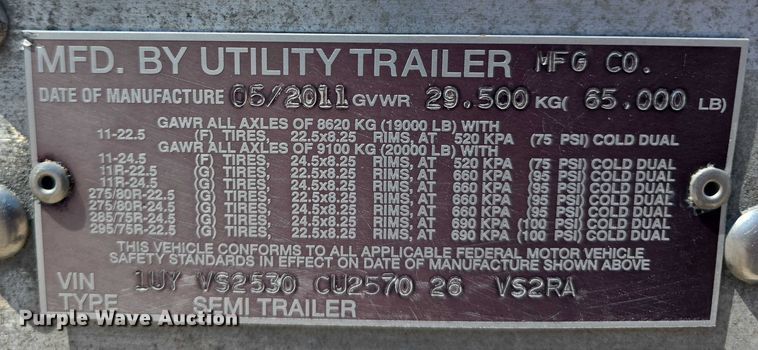 MFD. BY UTILITY TRAILER MFG CO.
DATE OF MANUFACTURE 05/2011 GVWR 29.500 KG( 65.000 LB)
GAWR ALL AXLES OF 8620 KG (19000 LB) WITH
11-22.5 (F) TIRES, 22.5x8.25 RIMS, AT 520 KPA (75 PSI) COLD DUAL
GAWR ALL AXLES OF 9100 KG (20000 LB) WITH
11-24.5 (F) TIRES, 24.5x8.25 RIMS, AT 520 KPA (75 PSI) COLD DUAL
11R-22.5 (G) TIRES, 22.5x8.25 RIMS, AT 660 KPA (95 PSI) COLD DUAL
11R-24.5 (G) TIRES, 24.5x8.25 RIMS, AT 660 KPA (95 PSI) COLD DUAL
275/80R-22.5 (G) TIRES, 22.5x8.25 RIMS, AT 660 KPA (95 PSI) COLD DUAL
275/80R-24.5 (G) TIRES, 24.5x8.25 RIMS, AT 660 KPA (95 PSI) COLD DUAL
285/75R-24.5 (G) TIRES, 24.5x8.25 RIMS, AT 690 KPA (100 PSI) COLD DUAL
295/75R-22.5 (G) TIRES, 22.5x8.25 RIMS, AT 690 KPA (100 PSI) COLD DUAL
THIS VEHICLE CONFORMS TO ALL APPLICABLE FEDERAL MOTOR VEHICLE
SAFETY STANDARDS IN EFFECT ON DATE OF MANUFACTURE SHOWN ABOVE
VIN 1UY VS2530 CU2570 26 VS2RA
TYPE SEMI TRAILER
Purple Wave Auction